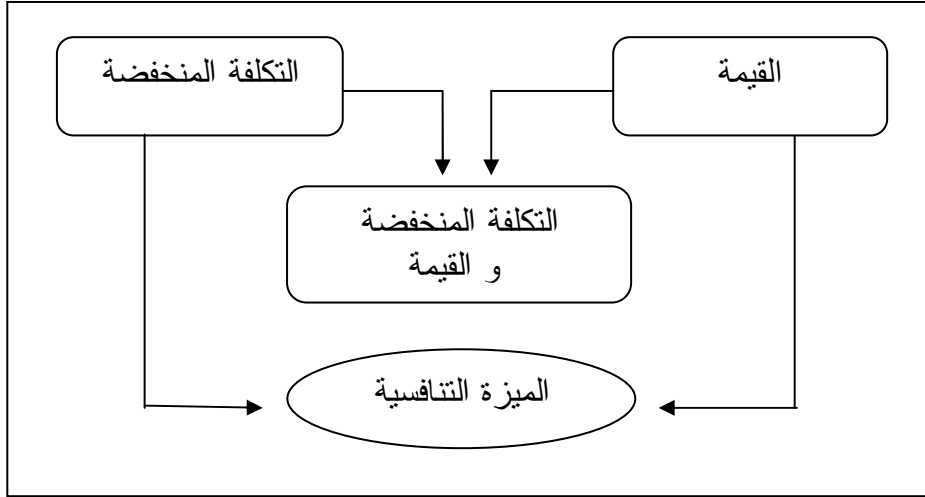 القيمة
التكلفة المنخفضة
التكلفة المنخفضة
و القيمة
الميزة التنافسية